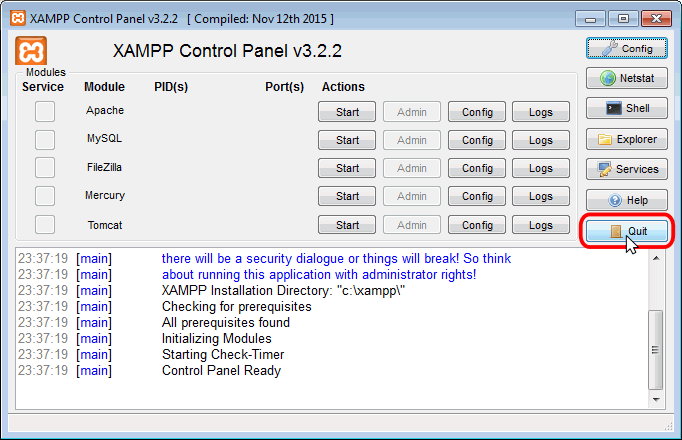 XAMPP Control Panel v3.2.2 [ Compiled: Nov 12th 2015 ]
XAMPP Control Panel v3.2.2
Config
Modules
Service Module PID(s) Port(s) Actions
Netstat
Apache Start Admin Config Logs
Shell
MySQL Start Admin Config Logs
Explorer
FileZilla Start Admin Config Logs
Services
Mercury Start Admin Config Logs
Help
Tomcat Start Admin Config Logs
Quit
23:37:19 [main] there will be a security dialogue or things will break! So think
23:37:19 [main] about running this application with administrator rights!
23:37:19 [main] XAMPP Installation Directory: "c:\xampp\"
23:37:19 [main] Checking for prerequisites
23:37:19 [main] All prerequisites found
23:37:19 [main] Initializing Modules
23:37:19 [main] Starting Check-Timer
23:37:19 [main] Control Panel Ready